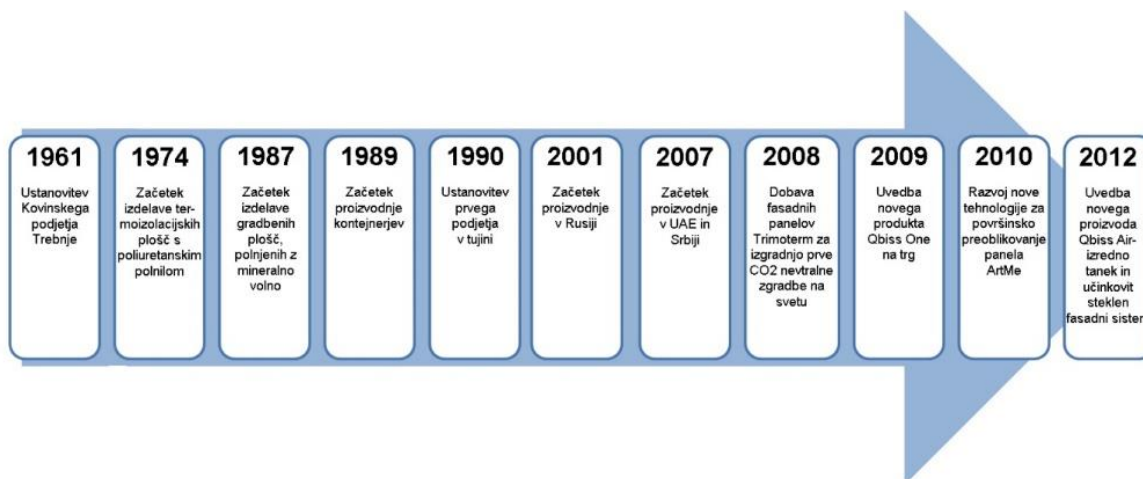 1961
Ustanovitev
Kovinskega
podjetja
Trebnje
1974
Začetek
izdelave ter-
moizolacijskih
plošč s
poliuretanskim
polnilom
1987
Začetek
izdelave
gradbenih
plošč,
polnjenih z
mineralno
volno
1989
Začetek
proizvodnje
kontejnerjev
1990
Ustanovitev
prvega
podjetja
v tujini
2001
Začetek
proizvodnje
v Rusiji
2007
Začetek
proizvodnje
v UAE in
Srbiji
2008
Dobava
fasadnih
panelov
Trimoterm za
izgradnjo prve
CO2 nevtralne
zgradbe na
svetu
2009
Uvedba
novega
produkta
Qbiss One
na trg
2010
Razvoj nove
tehnologije za
površinsko
preoblikovanje
panela
ArtMe
2012
Uvedba
novega
proizvoda
Qbiss Air-
izredno
tanek in
učinkovit
steklen
fasadni sistem